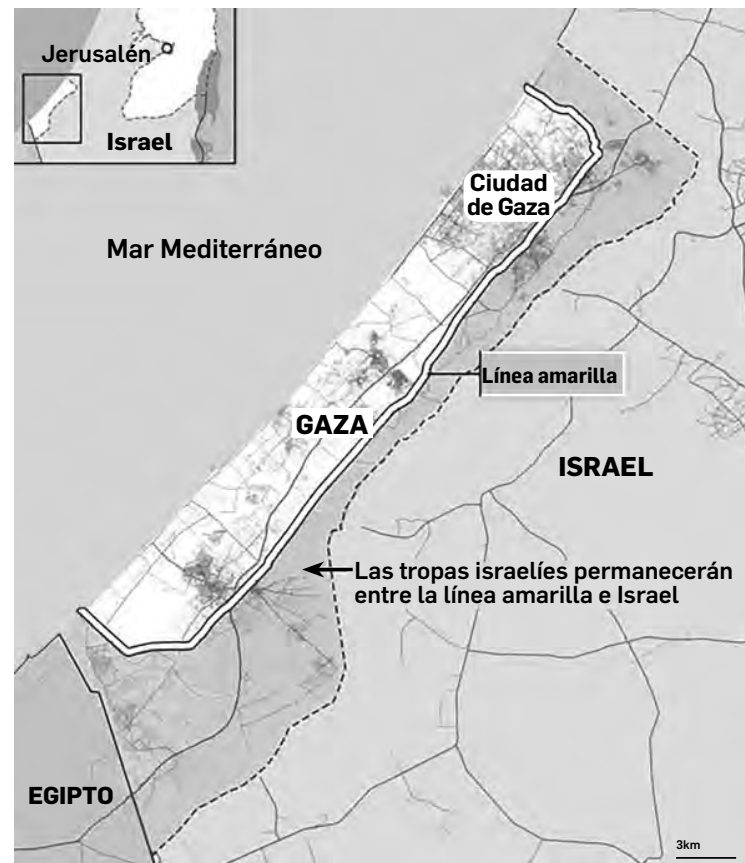 Jerusalén
Israel
Ciudad
de Gaza
Mar Mediterráneo
Línea amarilla
GAZA
ISRAEL
Las tropas israelíes permanecerán
entre la línea amarilla e Israel
EGIPTO
3km